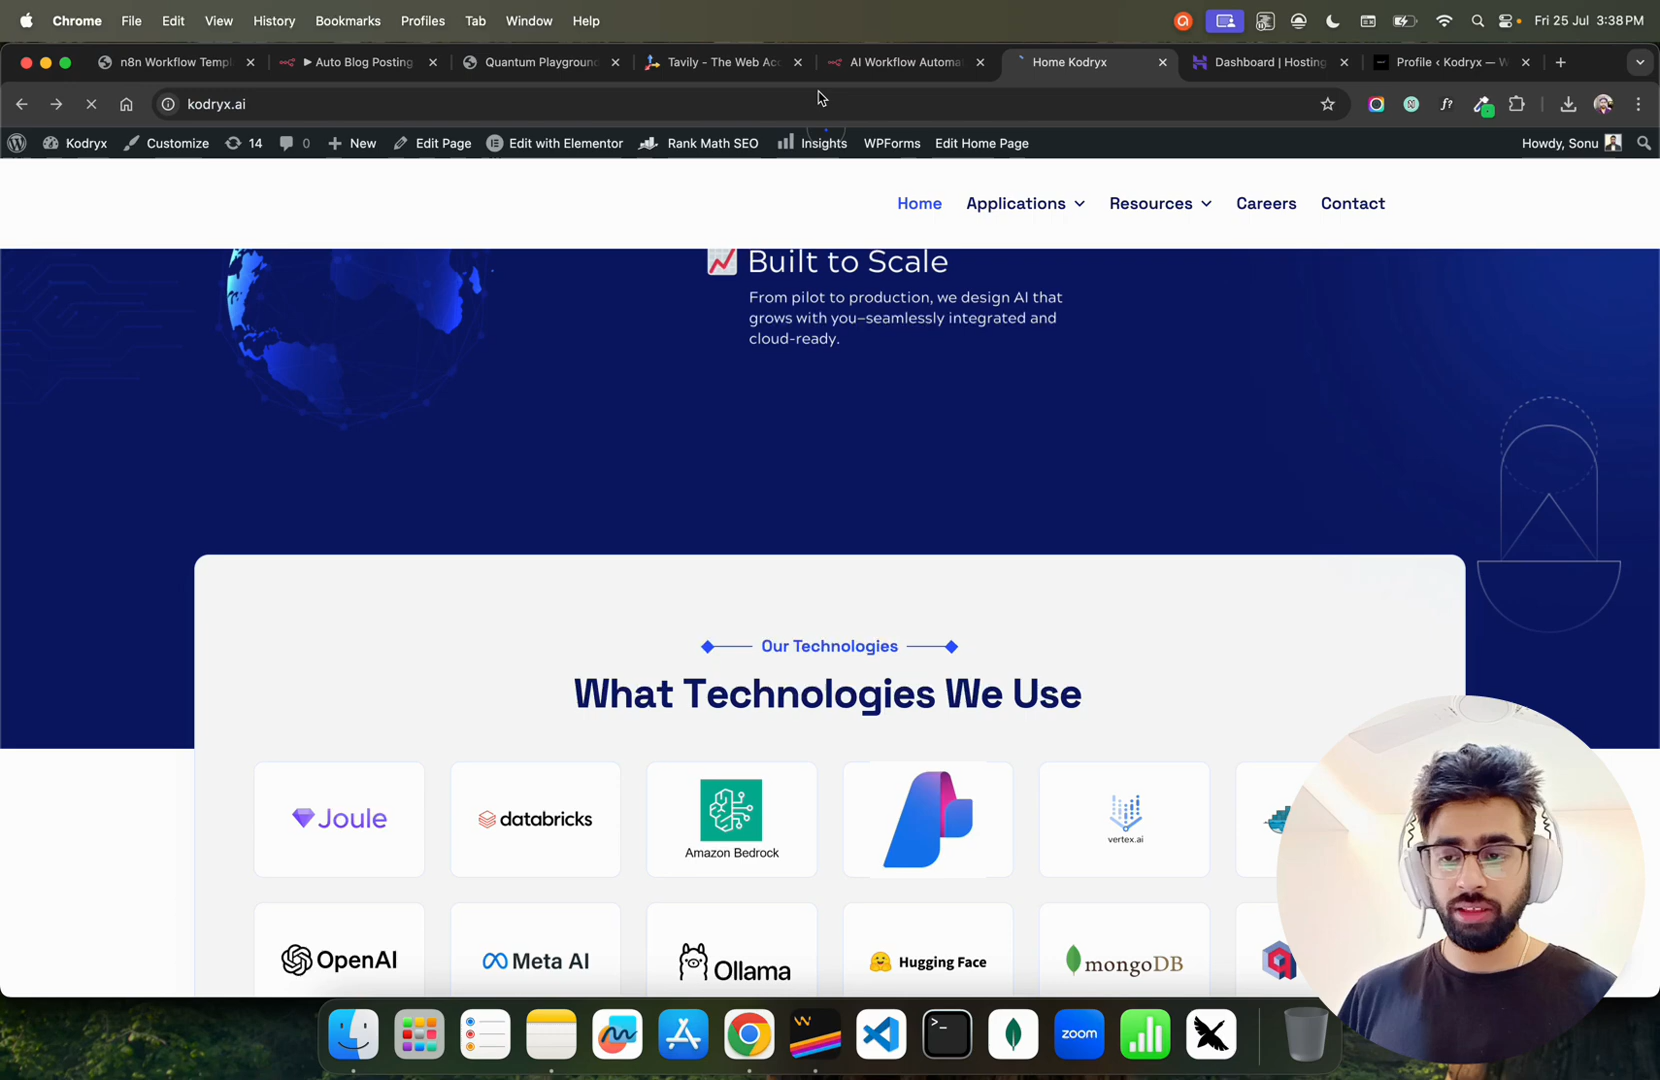 Chrome File Edit View History Bookmarks Profiles Tab Window Help Fri 25 Jul 3:38 PM
n8n Workflow Templ Auto Blog Posting Quantum Playgroun Tavily - The Web Acc AI Workflow Automat Home Kodryx Dashboard | Hosting Profile ‹ Kodryx — W
kodryx.ai
Kodryx Customize 14 0 New Edit Page Edit with Elementor Rank Math SEO Insights WPForms Edit Home Page Howdy, Sonu
Home Applications Resources Careers Contact
Built to Scale
From pilot to production, we design AI that
grows with you—seamlessly integrated and
cloud-ready.
Our Technologies
What Technologies We Use
Joule databricks Amazon Bedrock vertex.ai
OpenAI Meta AI Ollama Hugging Face mongoDB
zoom